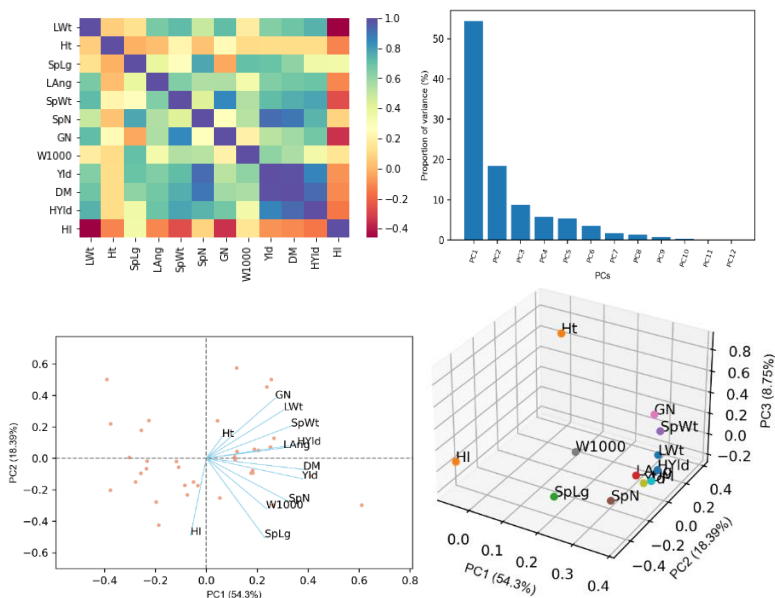 LWt
Ht
SpLg
LAng
SpWt
SpN
GN
W1000
Yld
DM
HYld
HI
LWt Ht SpLg LAng SpWt SpN GN W1000 Yld DM HYld HI
1.0
0.8
0.6
0.4
0.2
0.0
−0.2
−0.4
Proportion of variance (%)
50
40
30
20
10
0
PC1 PC2 PC3 PC4 PC5 PC6 PC7 PC8 PC9 PC10 PC11 PC12
PCs
PC2 (18.39%)
0.6
0.4
0.2
0.0
−0.2
−0.4
−0.6
GN
LWt
SpWt
Ht
HYld
LAng
DM
Yld
SpN
W1000
HI
SpLg
−0.4 −0.2 0.0 0.2 0.4 0.6 0.8
PC1 (54.3%)
Ht
GN
SpWt
W1000
LWt
HYld
HI
SpLg
SpN
0.8
0.6
0.4
0.2
0.0
−0.2
PC3 (8.75%)
0.4
0.2
0.0
−0.2
−0.4
PC2 (18.39%)
0.0 0.1 0.2 0.3 0.4
PC1 (54.3%)